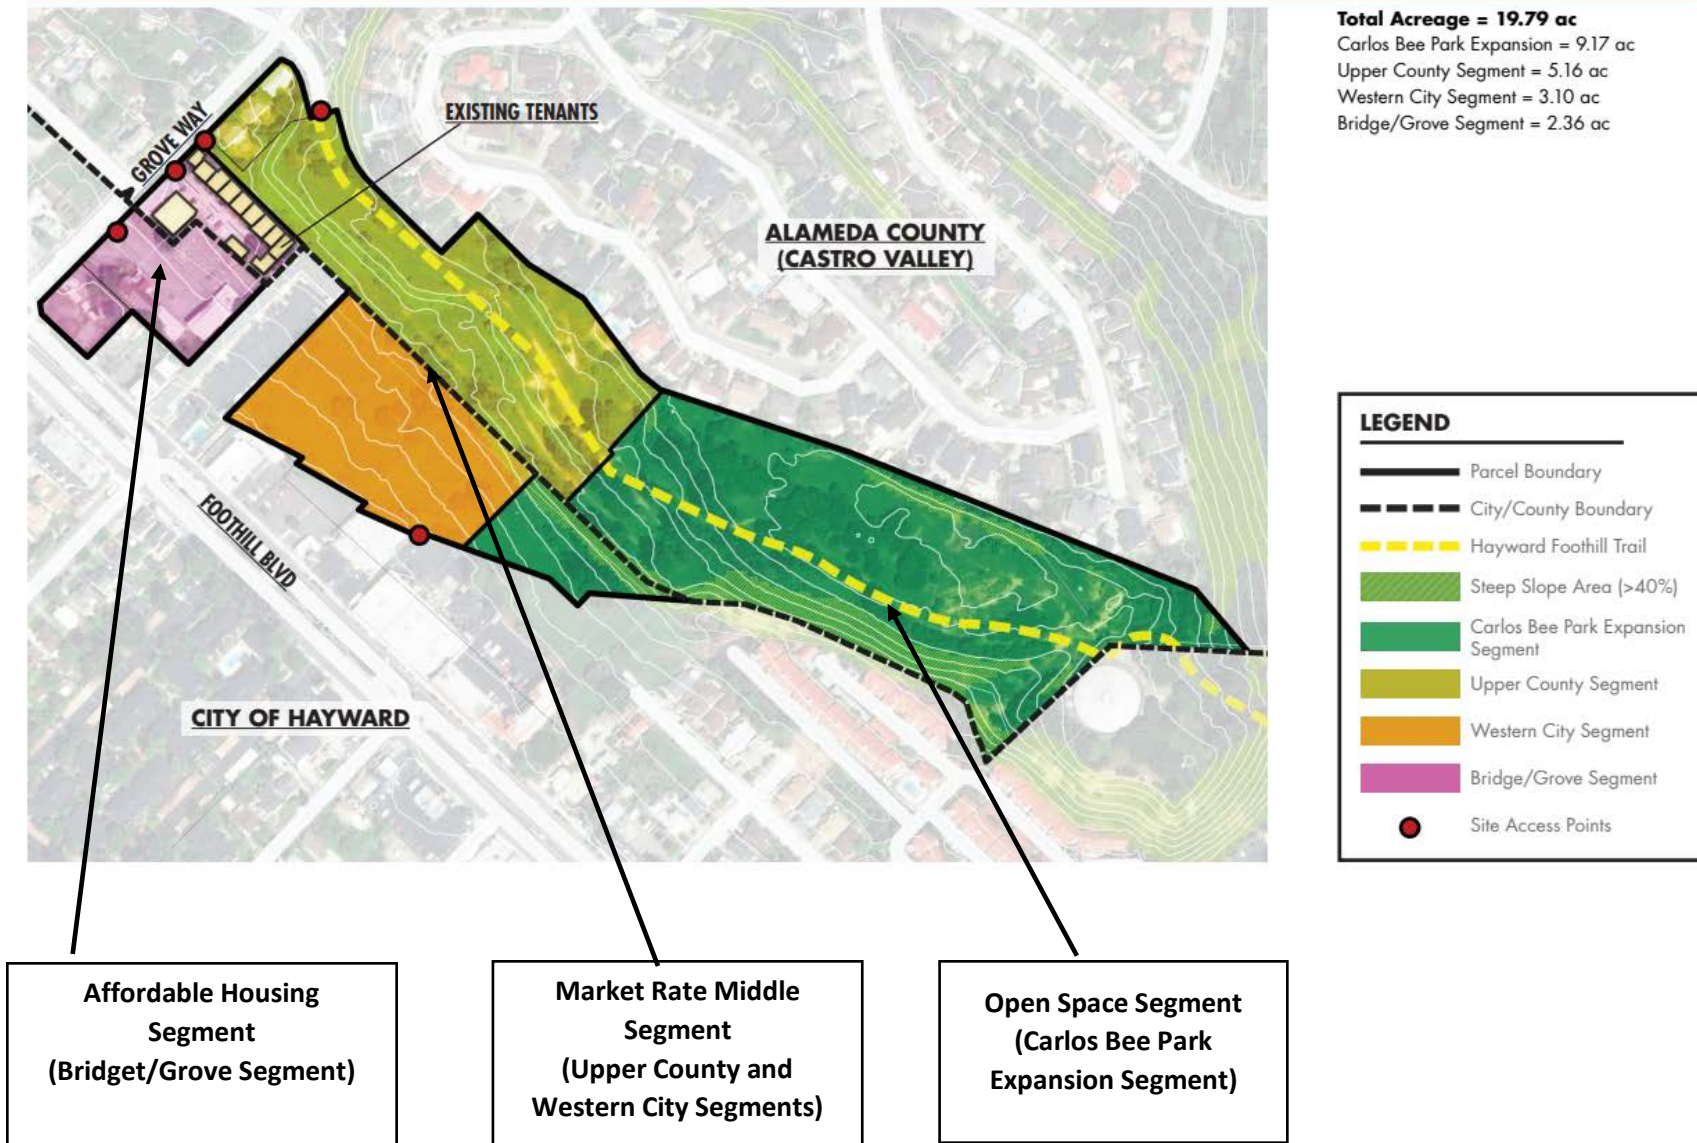 Total Acreage = 19.79 ac
Carlos Bee Park Expansion = 9.17 ac
Upper County Segment = 5.16 ac
Western City Segment = 3.10 ac
Bridge/Grove Segment = 2.36 ac
GROVE WAY
EXISTING TENANTS
ALAMEDA COUNTY
(CASTRO VALLEY)
FOOTHILL BLVD
CITY OF HAYWARD
LEGEND
Parcel Boundary
City/County Boundary
Hayward Foothill Trail
Steep Slope Area (>40%)
Carlos Bee Park Expansion
Segment
Upper County Segment
Western City Segment
Bridge/Grove Segment
Site Access Points
Affordable Housing
Segment
(Bridget/Grove Segment)
Market Rate Middle
Segment
(Upper County and
Western City Segments)
Open Space Segment
(Carlos Bee Park
Expansion Segment)